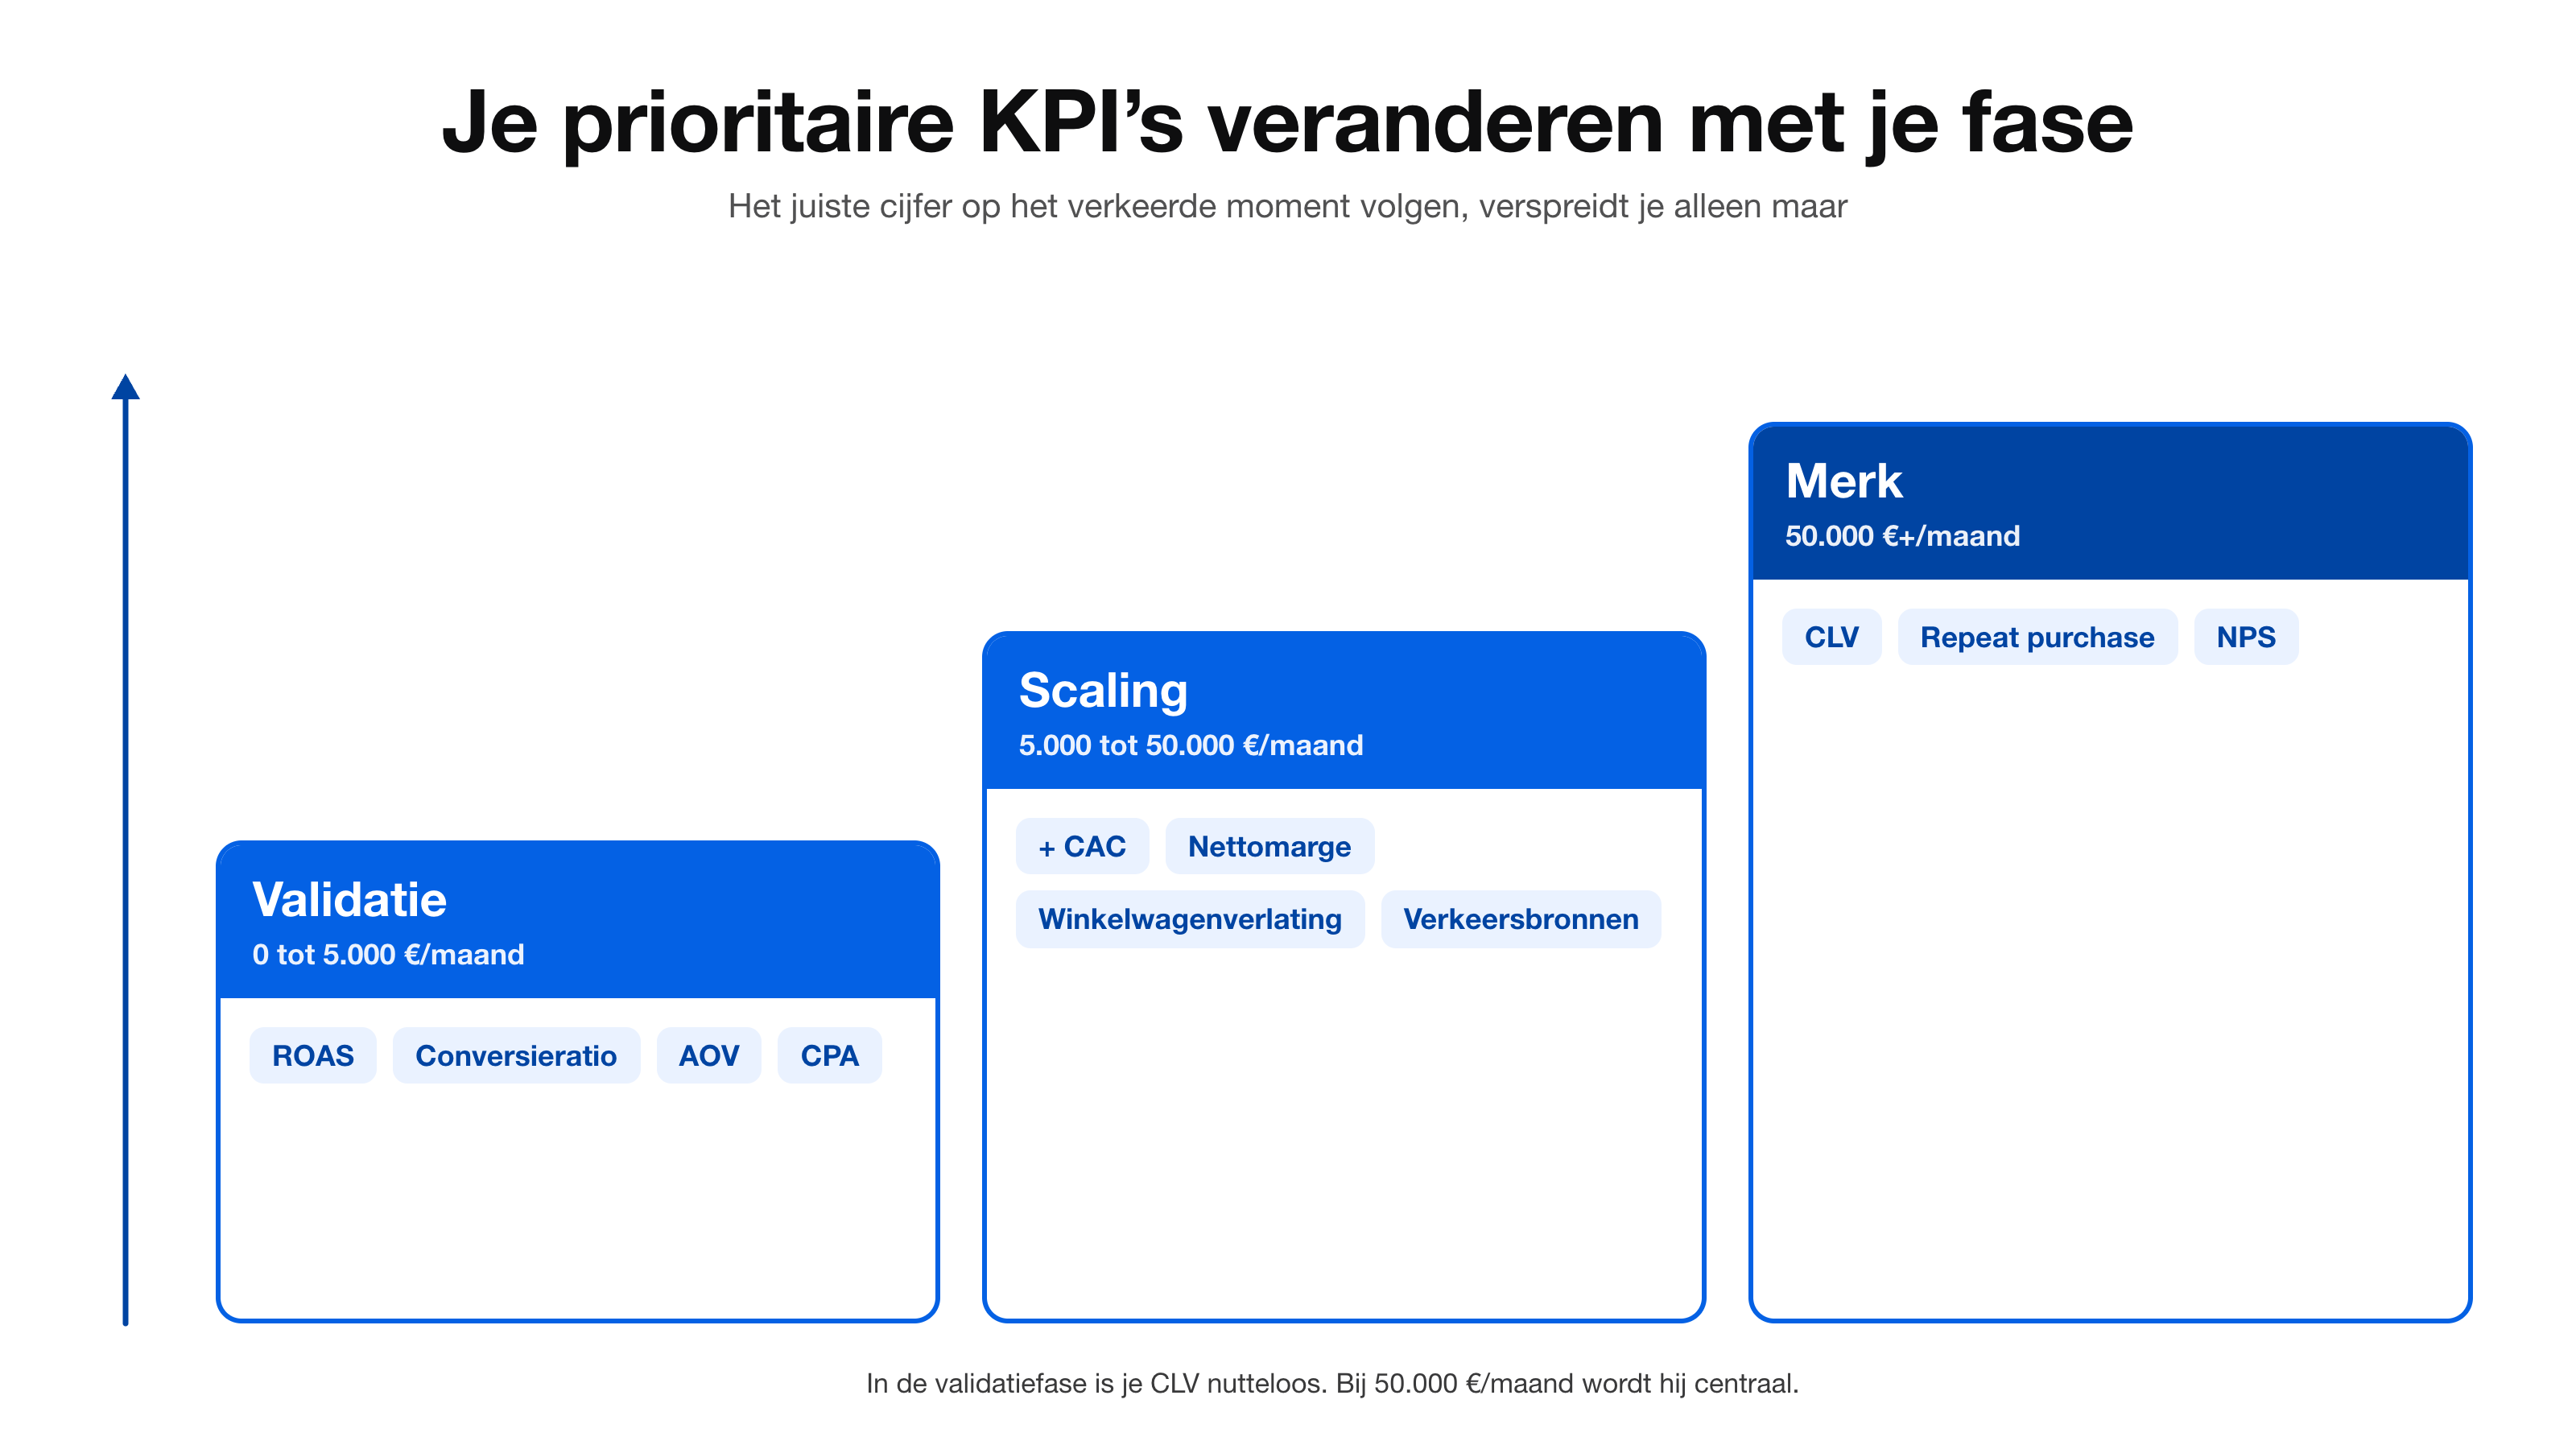 Je prioritaire KPI’s veranderen met je fase
Het juiste cijfer op het verkeerde moment volgen, verspreidt je alleen maar
Validatie
0 tot 5.000 €/maand
ROAS Conversieratio AOV CPA
Scaling
5.000 tot 50.000 €/maand
+ CAC Nettomarge
Winkelwagenverlating Verkeersbronnen
Merk
50.000 €+/maand
CLV Repeat purchase NPS
In de validatiefase is je CLV nutteloos. Bij 50.000 €/maand wordt hij centraal.